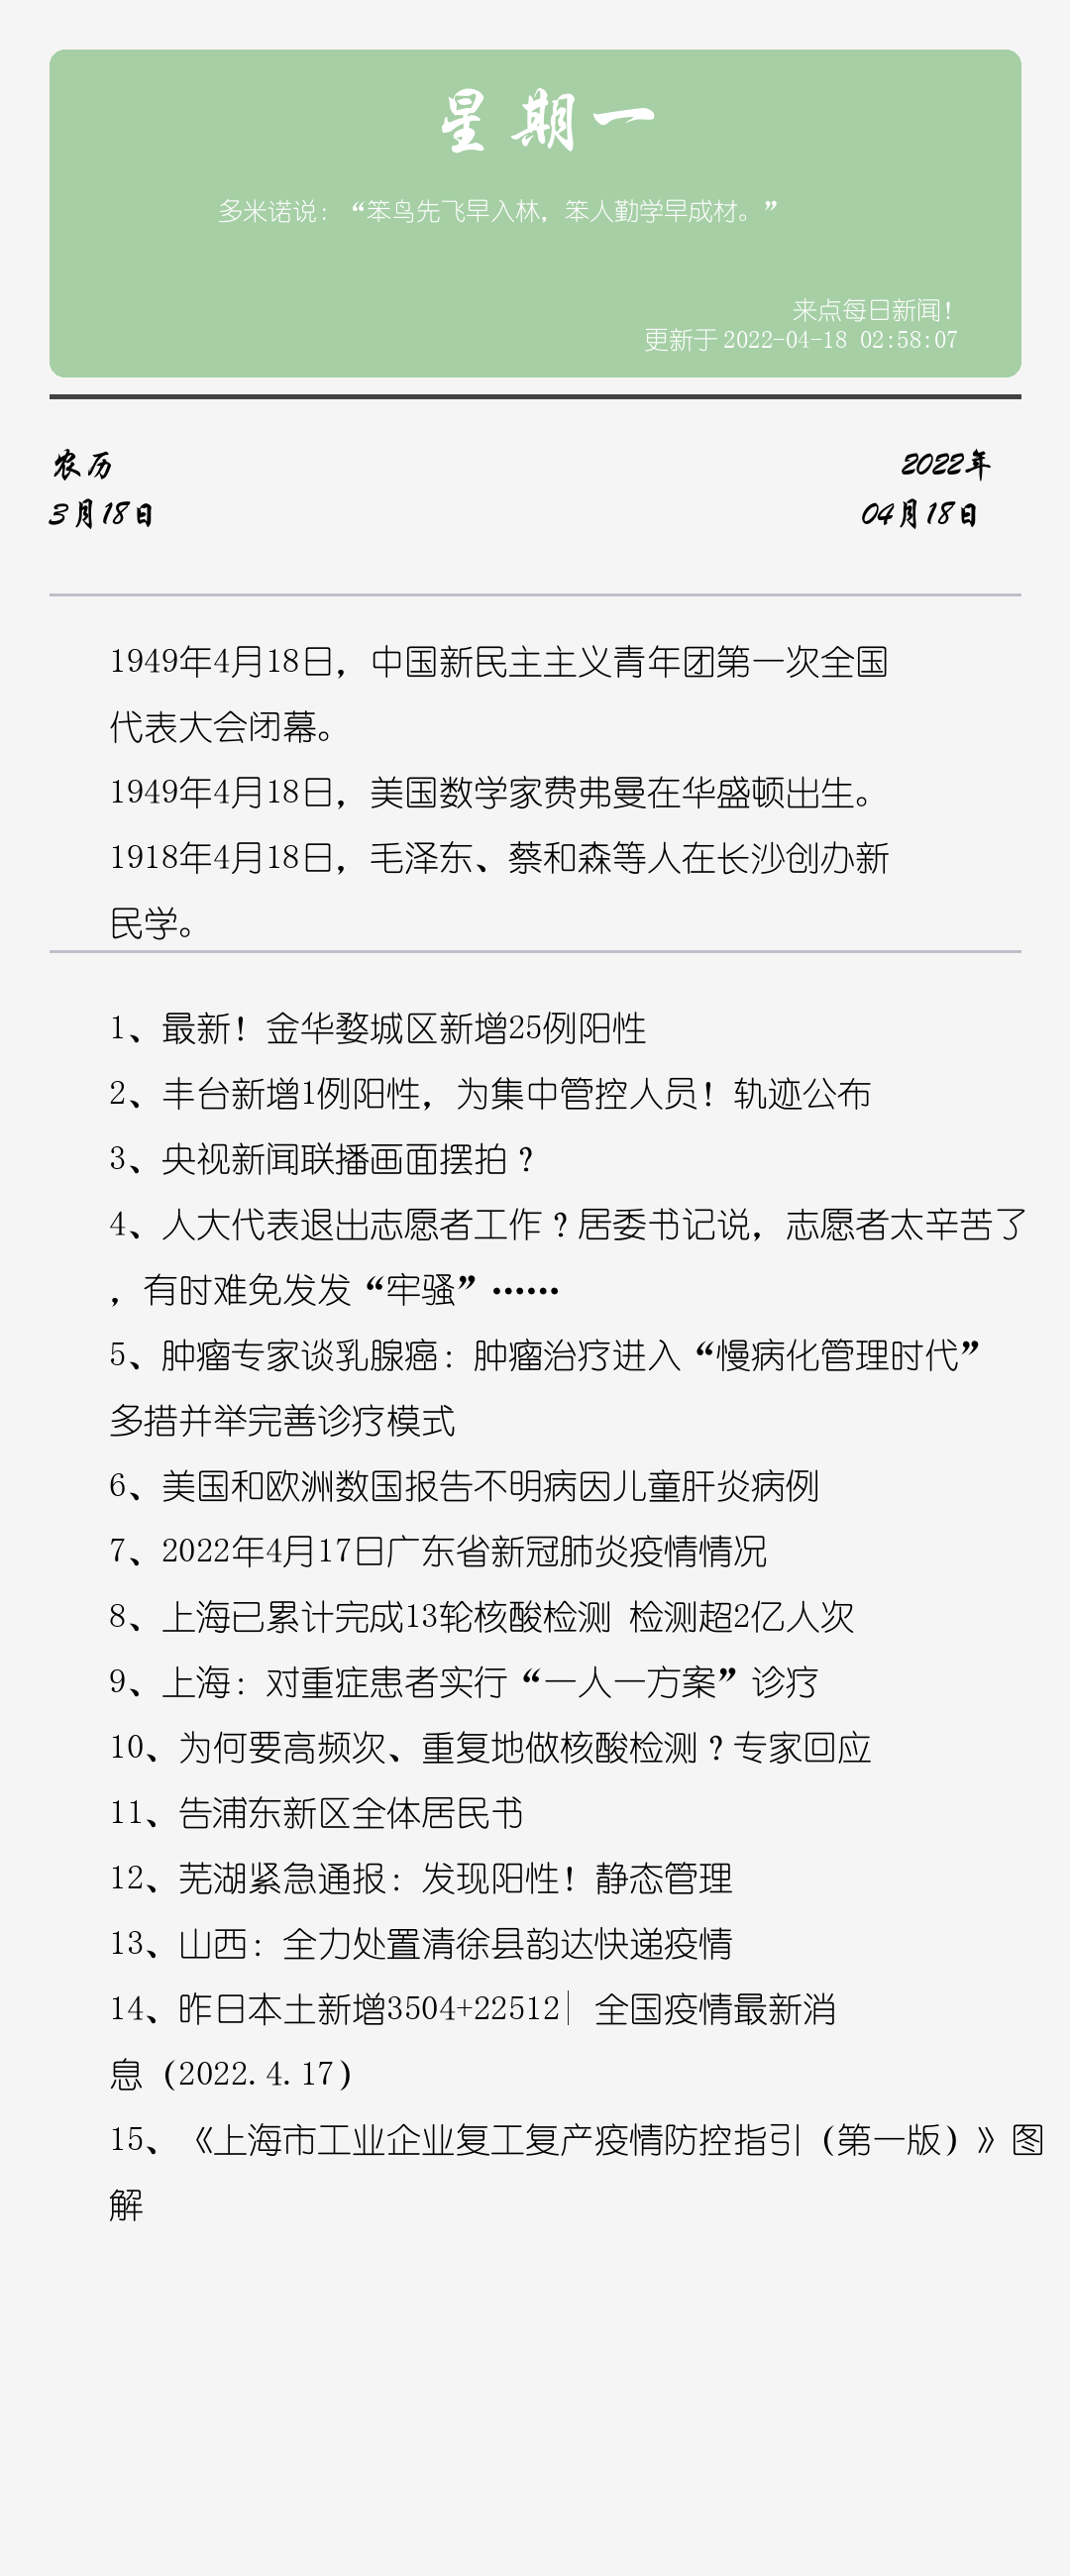 星期一
多米诺说：“笨鸟先飞早入林，笨人勤学早成材。”
来点每日新闻！
更新于2022-04-18 02:58:07
农历
2022年
3月18日
04月18日
1949年4月18日，中国新民主主义青年团第一次全国
代表大会闭幕。
1949年4月18日，美国数学家费弗曼在华盛顿出生。
1918年4月18日，毛泽东、蔡和森等人在长沙创办新
民学。
1、最新！金华婺城区新增25例阳性
2、丰台新增1例阳性，为集中管控人员！轨迹公布
3、央视新闻联播画面摆拍？
4、人大代表退出志愿者工作？居委书记说，志愿者太辛苦了
，有时难免发发“牢骚”……
5、肿瘤专家谈乳腺癌：肿瘤治疗进入“慢病化管理时代”
多措并举完善诊疗模式
6、美国和欧洲数国报告不明病因儿童肝炎病例
7、2022年4月17日广东省新冠肺炎疫情情况
8、上海已累计完成13轮核酸检测 检测超2亿人次
9、上海：对重症患者实行“一人一方案”诊疗
10、为何要高频次、重复地做核酸检测？专家回应
11、告浦东新区全体居民书
12、芜湖紧急通报：发现阳性！静态管理
13、山西：全力处置清徐县韵达快递疫情
14、昨日本土新增3504+22512| 全国疫情最新消
息（2022.4.17）
15、《上海市工业企业复工复产疫情防控指引（第一版）》图
解